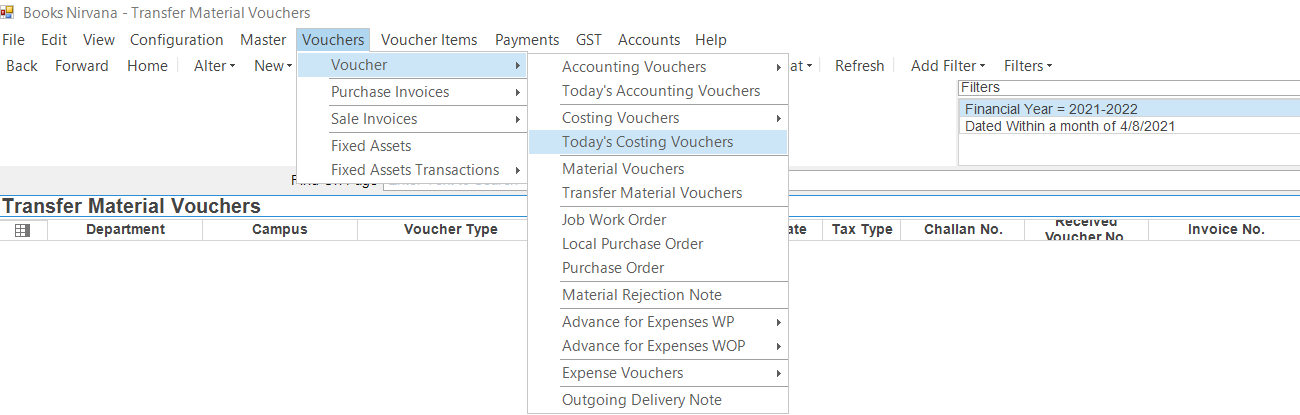 Books Nirvana - Transfer Material Vouchers
File Edit View Configuration Master Vouchers Voucher Items Payments GST Accounts Help
Back Forward Home Alter New at Refresh Add Filter Filters
Voucher
Purchase Invoices
Sale Invoices
Fixed Assets
Fixed Assets Transactions
Accounting Vouchers
Today's Accounting Vouchers
Costing Vouchers
Today's Costing Vouchers
Material Vouchers
Transfer Material Vouchers
Job Work Order
Local Purchase Order
Purchase Order
Material Rejection Note
Advance for Expenses WP
Advance for Expenses WOP
Expense Vouchers
Outgoing Delivery Note
Filters
Financial Year = 2021-2022
Dated Within a month of 4/8/2021
Transfer Material Vouchers
Department Campus Voucher Type ate Tax Type Challan No. Received Voucher No Invoice No.